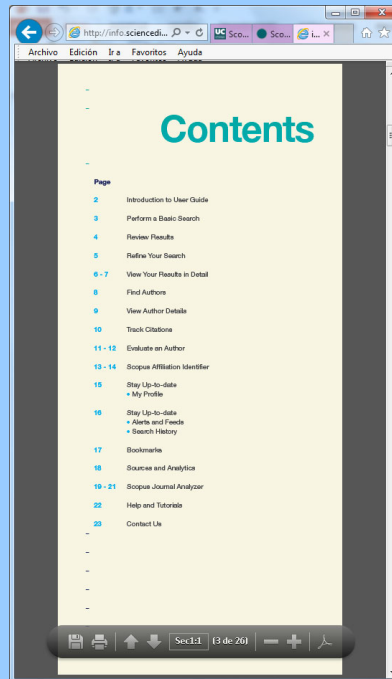 http://info.sciencedi...
Sco...
Sco...
i...
Archivo Edición Ir a Favoritos Ayuda
Contents
Page
2 Introduction to User Guide
3 Perform a Basic Search
4 Review Results
5 Refine Your Search
6 - 7 View Your Results in Detail
8 Find Authors
9 View Author Details
10 Track Citations
11 - 12 Evaluate an Author
13 - 14 Scopus Affiliation Identifier
15 Stay Up-to-date
• My Profile
16 Stay Up-to-date
• Alerts and Feeds
• Search History
17 Bookmarks
18 Sources and Analytics
19 - 21 Scopus Journal Analyzer
22 Help and Tutorials
23 Contact Us
Sec1:1 (3 de 26)